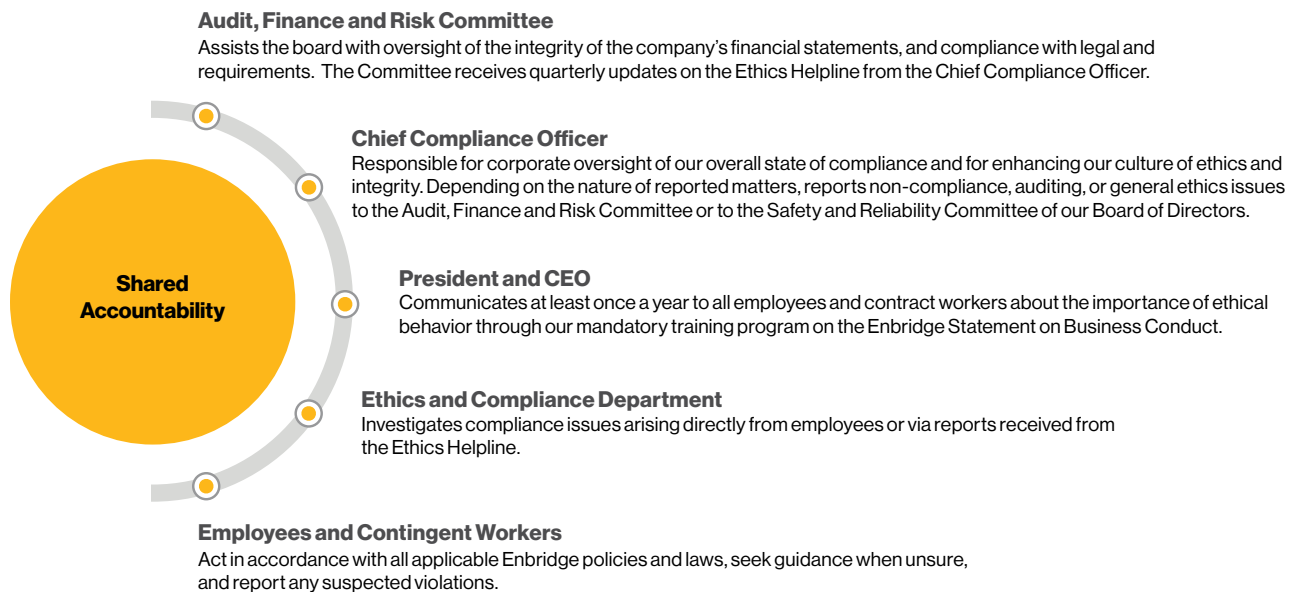 Audit, Finance and Risk Committee
Assists the board with oversight of the integrity of the company's financial statements, and compliance with legal and
requirements.  The Committee receives quarterly updates on the Ethics Helpline from the Chief Compliance Officer.
Chief Compliance Officer
Responsible for corporate oversight of our overall state of compliance and for enhancing our culture of ethics and
integrity. Depending on the nature of reported matters, reports non-compliance, auditing, or general ethics issues
to the Audit, Finance and Risk Committee or to the Safety and Reliability Committee of our Board of Directors.
Shared
Accountability
President and CEO
Communicates at least once a year to all employees and contract workers about the importance of ethical
behavior through our mandatory training program on the Enbridge Statement on Business Conduct.
Ethics and Compliance Department
Investigates compliance issues arising directly from employees or via reports received from
the Ethics Helpline.
Employees and Contingent Workers
Act in accordance with all applicable Enbridge policies and laws, seek guidance when unsure,
and report any suspected violations.